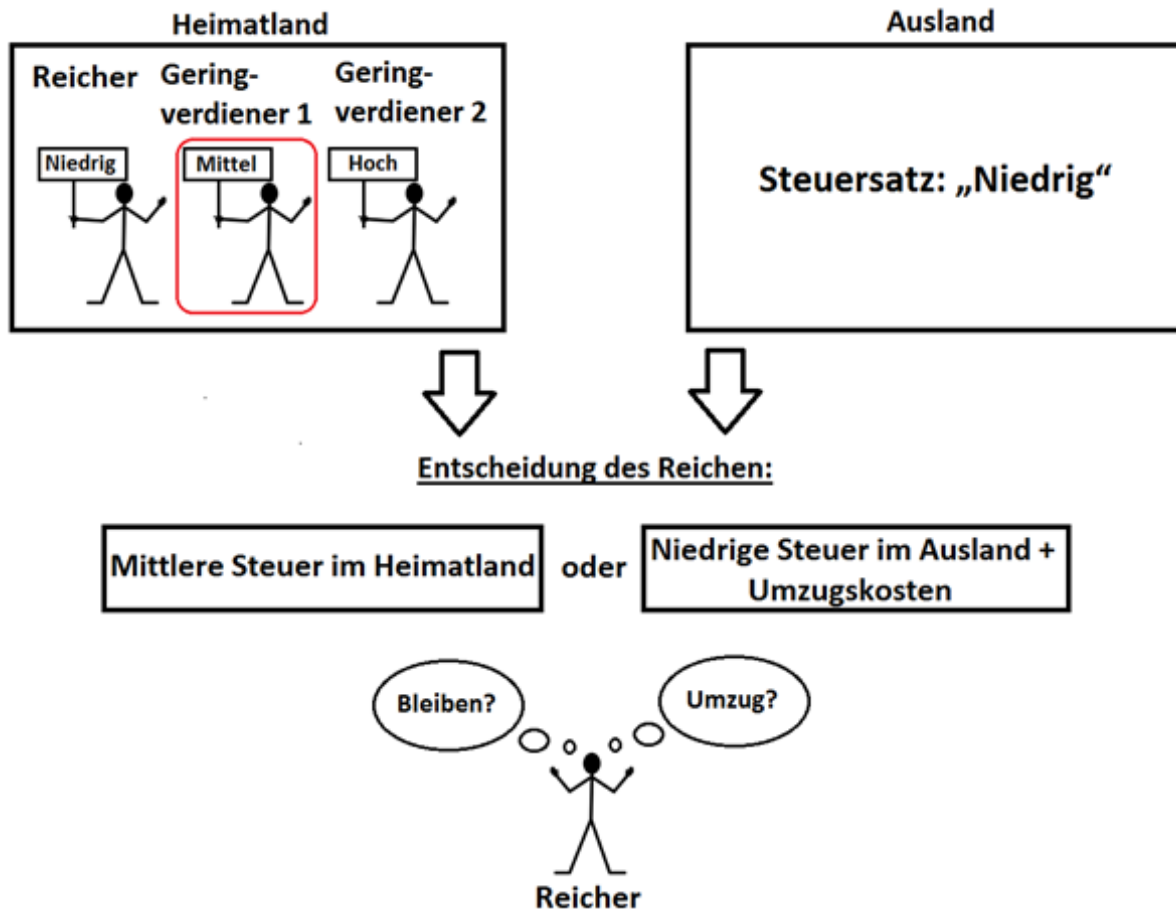 Heimatland
Ausland
Reicher
Gering-
verdiener 1
Gering-
verdiener 2
Niedrig
Mittel
Hoch
Steuersatz: „Niedrig“
Entscheidung des Reichen:
Mittlere Steuer im Heimatland
oder
Niedrige Steuer im Ausland +
Umzugskosten
Bleiben?
Umzug?
Reicher